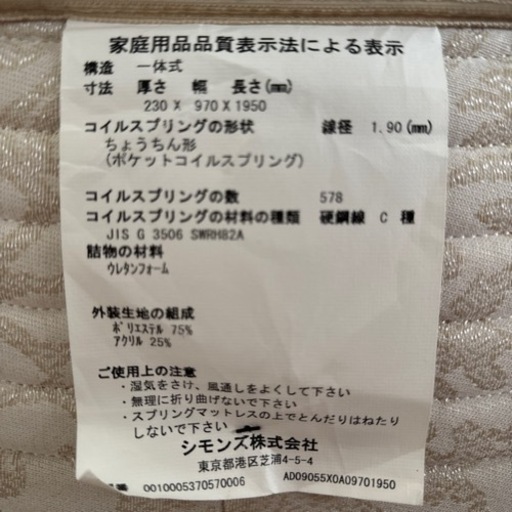 家庭用品品質表示法による表示
構造 一体式
寸法 厚さ 幅 長さ(mm)
230 X 970 X 1950
コイルスプリングの形状 線径 1.90(mm)
ちょうちん形
(ポケットコイルスプリング)
コイルスプリングの数 578
コイルスプリングの材料の種類 硬鋼線 C 種
JIS G 3506 SWRH82A
詰物の材料
ウレタンフォーム
外装生地の組成
ポリエステル 75%
アクリル 25%
ご使用上の注意
・湿気をさけ、風通しをよくして下さい
・無理に折り曲げないで下さい
・スプリングマットレスの上でとんだりはねたり
しないで下さい
シモンズ株式会社
東京都港区芝浦4-5-4
番 0010005370570006 AD09055X0A09701950